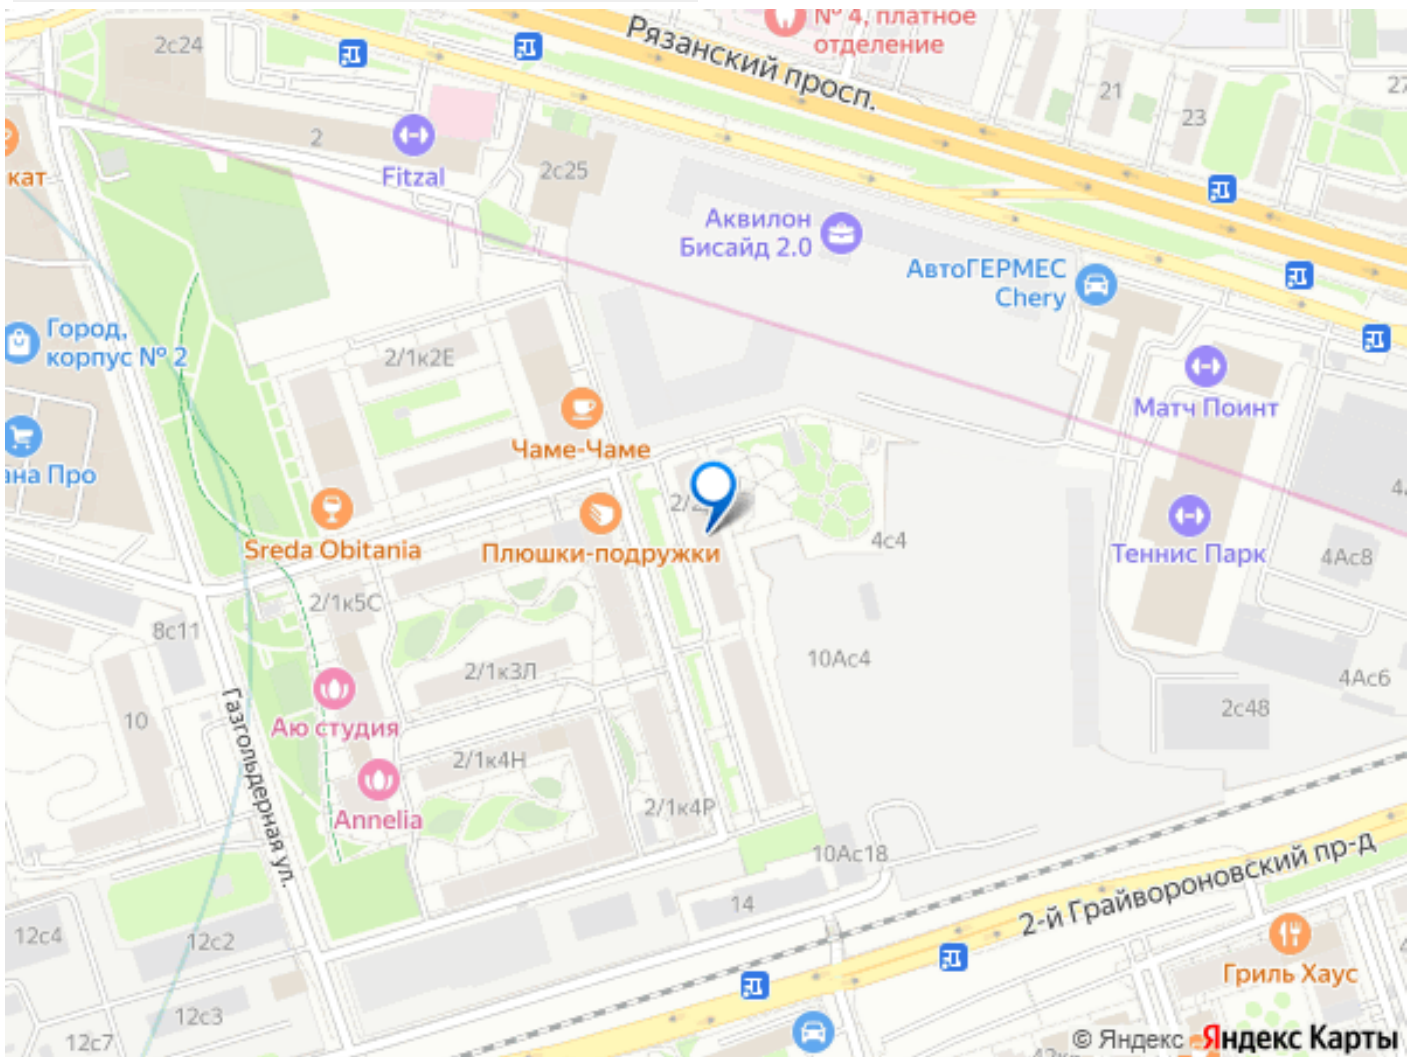 № 4, платное
отделение
Рязанский просп.
2с24
21
23
27
2
Fitzal
2с25
кат
Аквилон
Бисайд 2.0
АвтоГЕРМЕС
Chery
Город,
корпус № 2
2/1к2Е
Матч Поинт
Чаме-Чаме
ана Про
Sreda Obitania
Плюшки-подружки
4с4
Теннис Парк
4Ас8
2/1к5С
8с11
10Ас4
2/1к3Л
4Ас6
2с48
10
Аю студия
Газгольдерная ул.
2/1к4Н
Annelia
2/1к4Р
10Ас18
2-й Грайвороновский пр-д
14
12с4
12с2
Гриль Хаус
12с3
12с7
© Яндекс Яндекс Карты